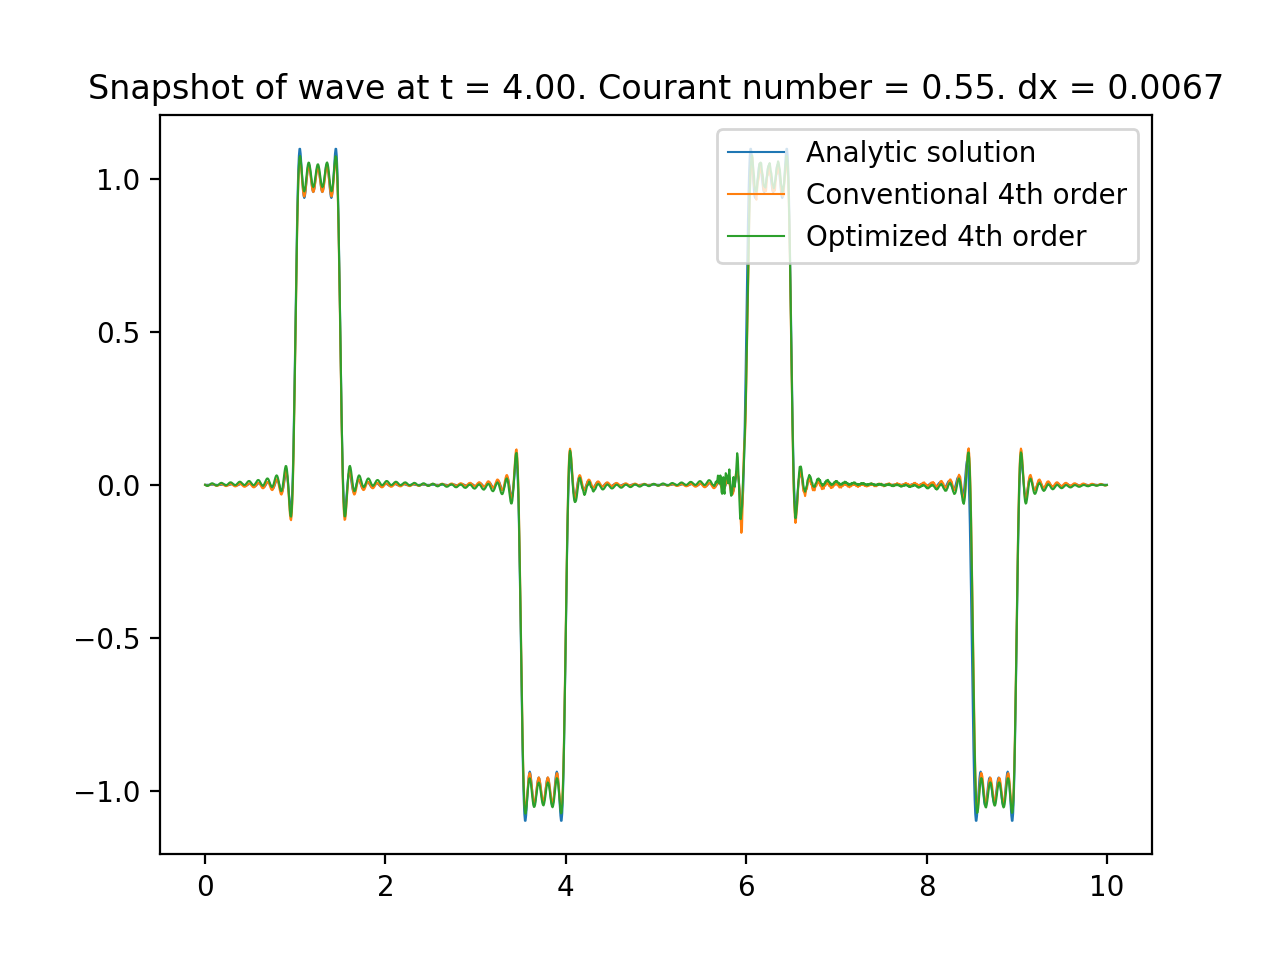 Snapshot of wave at t = 4.00. Courant number = 0.55. dx = 0.0067
Analytic solution
Conventional 4th order
Optimized 4th order
1.0
0.5
0.0
−0.5
−1.0
0 2 4 6 8 10